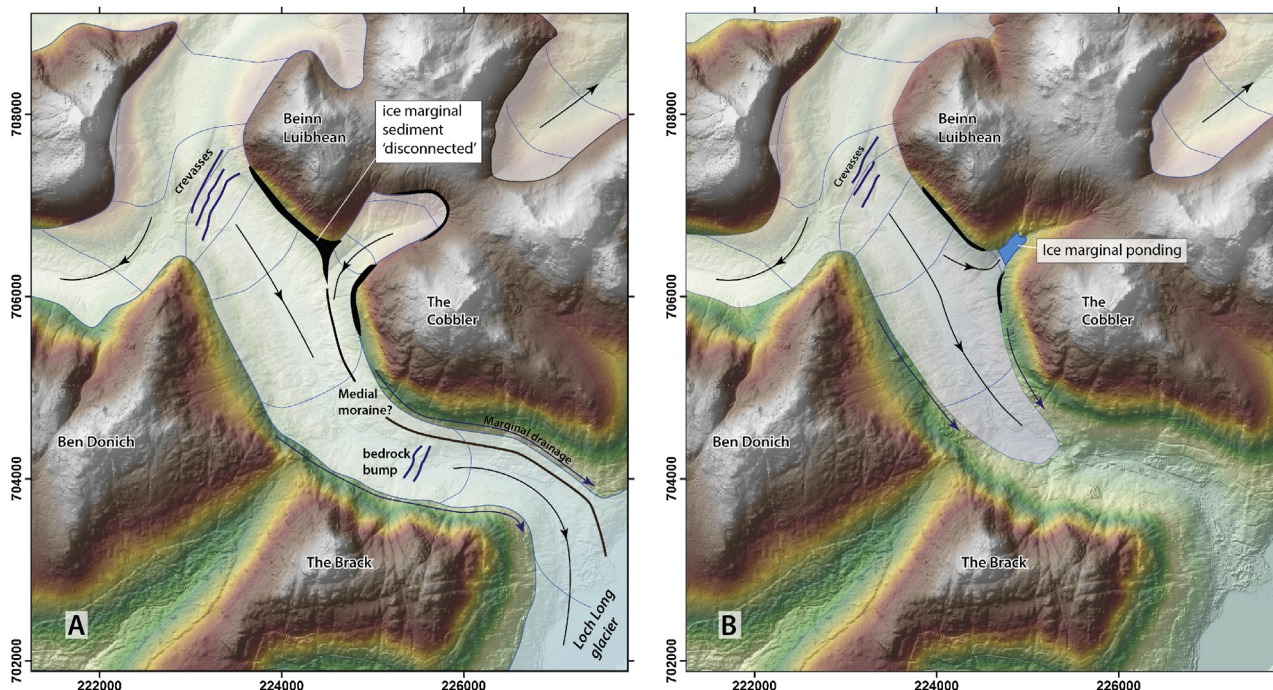 708000
706000
704000
702000
222000
224000
226000
Beinn
Luibhean
ice marginal
sediment
'disconnected'
crevasses
The
Cobbler
Medial
moraine?
Marginal drainage
Ben Donich
bedrock
bump
The Brack
Loch Long
glacier
A
708000
706000
704000
702000
222000
224000
226000
Beinn
Luibhean
Crevasses
Ice marginal ponding
The
Cobbler
Ben Donich
The Brack
B